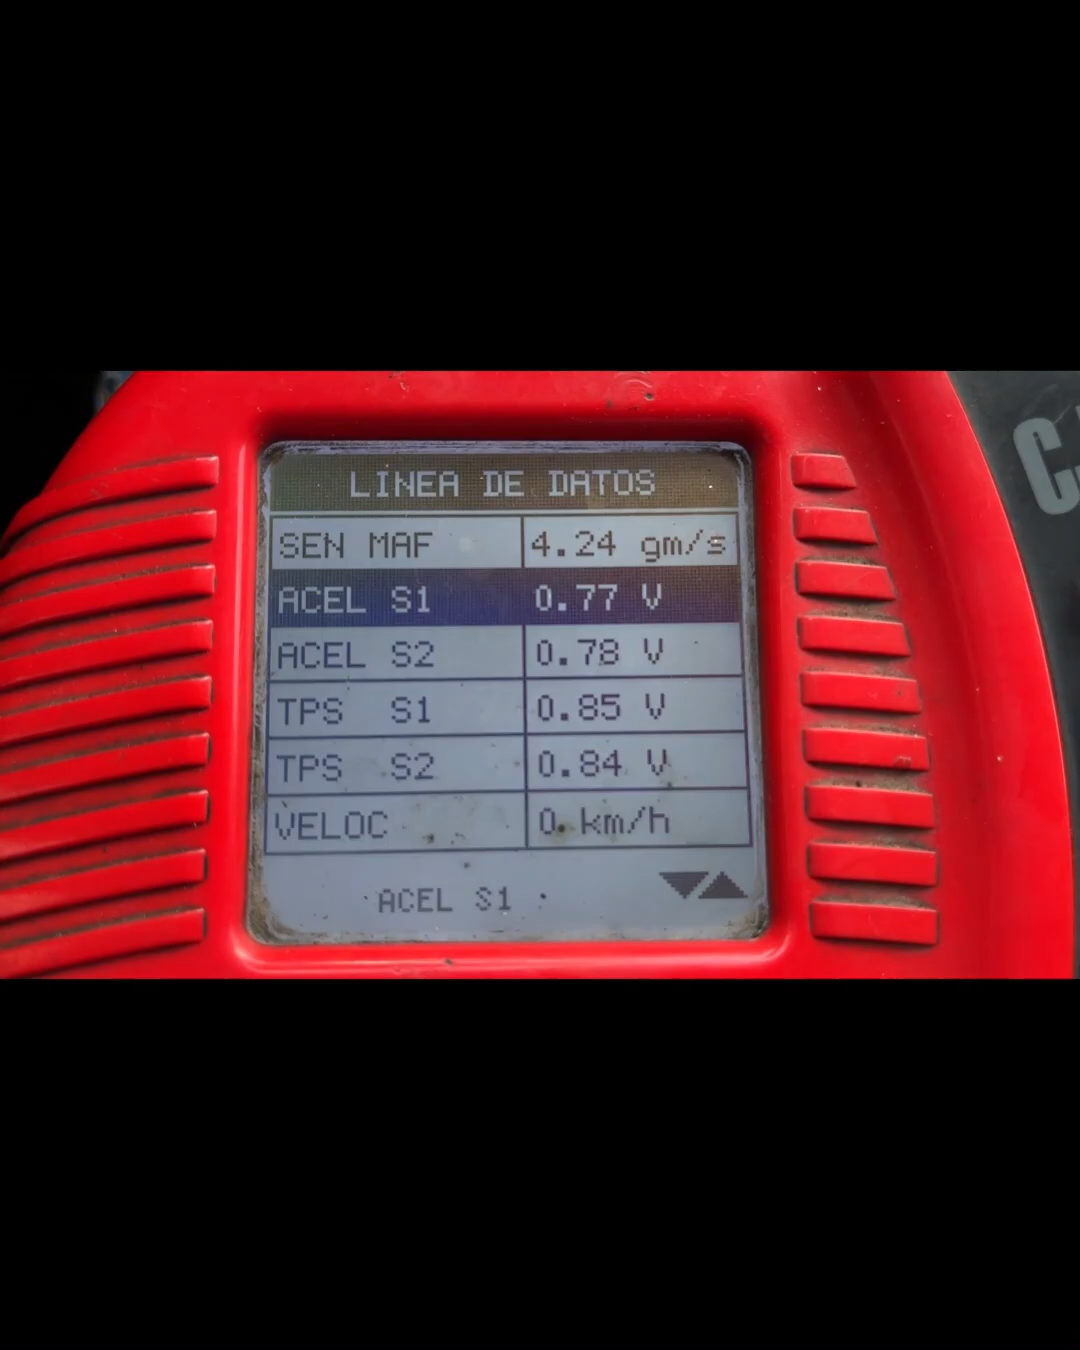 LINEA DE DATOS
SEN MAF 4.24 gm/s
ACEL S1 0.77 V
ACEL S2 0.78 V
TPS S1 0.85 V
TPS S2 0.84 V
VELOC 0 km/h
ACEL S1